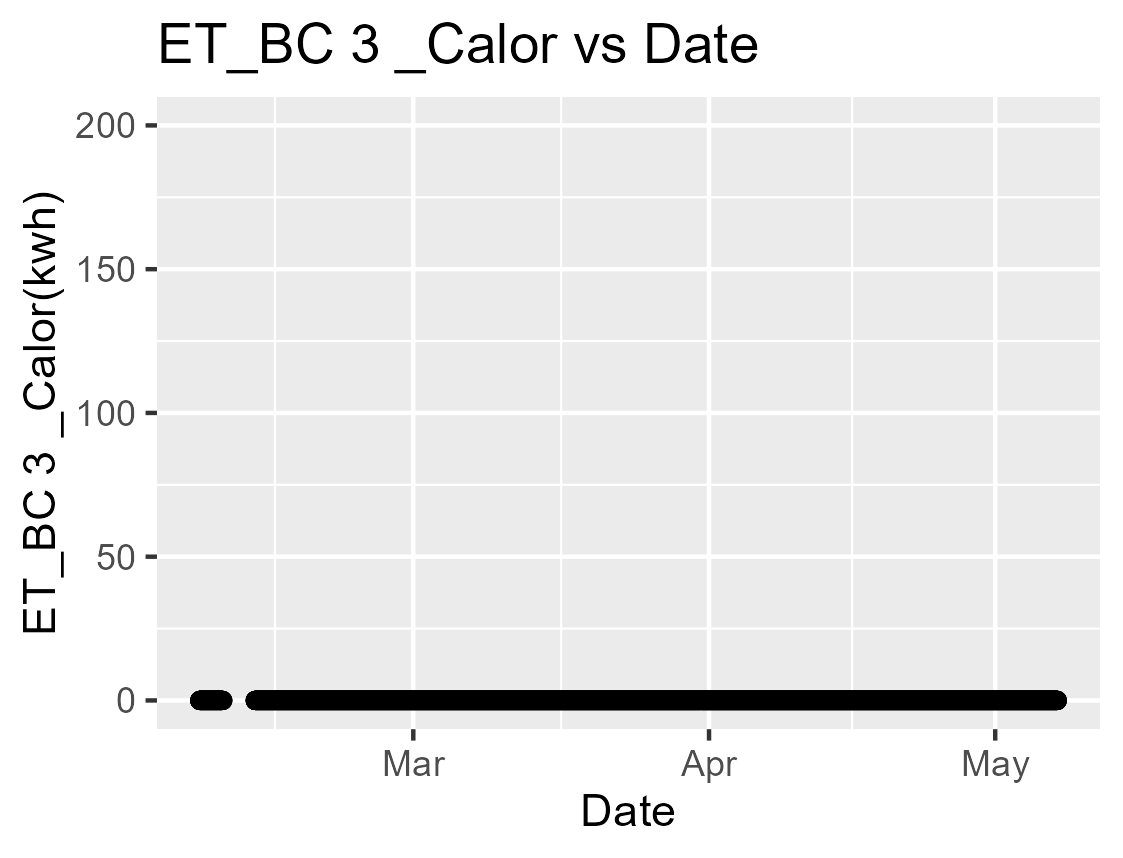 ET_BC 3 _Calor vs Date
ET_BC 3 _Calor(kwh)
200
150
100
50
0
Mar Apr May
Date